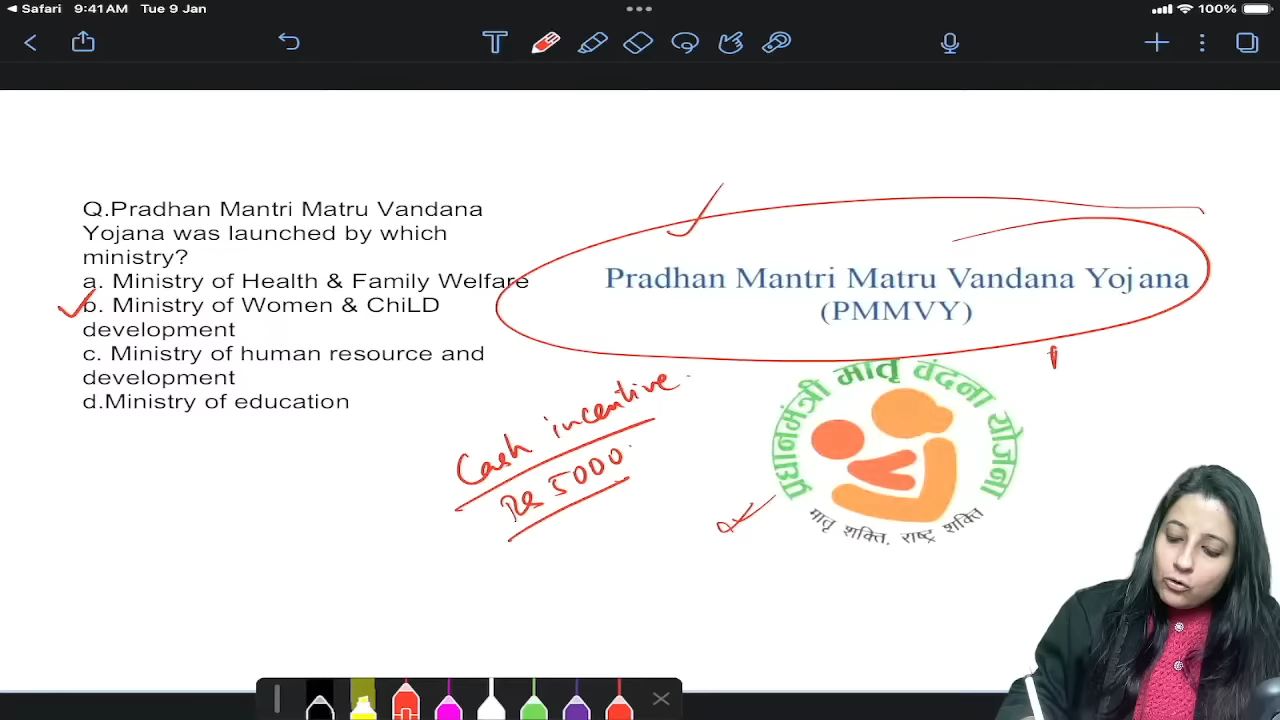 Safari 9:41 AM Tue 9 Jan
100%
Q.Pradhan Mantri Matru Vandana
Yojana was launched by which
ministry?
a. Ministry of Health & Family Welfare
b. Ministry of Women & ChiLD
development
c. Ministry of human resource and
development
d.Ministry of education
Pradhan Mantri Matru Vandana Yojana
(PMMVY)
Cash incentive
Rs 5000
प्रधानमंत्री मातृ वंदना योजना
मातृ शक्ति, राष्ट्र शक्ति